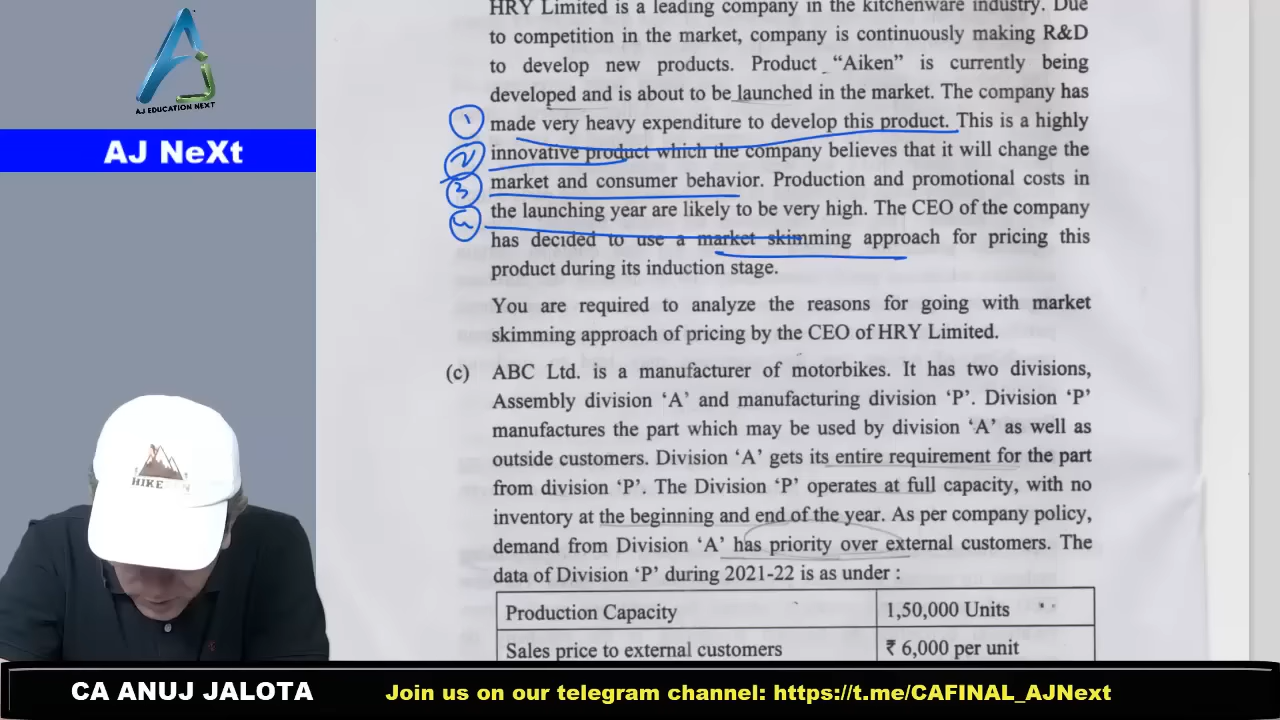 AJ EDUCATION NEXT
AJ NeXt
HIKE
HRY Limited is a leading company in the kitchenware industry. Due
to competition in the market, company is continuously making R&D
to develop new products. Product "Aiken" is currently being
developed and is about to be launched in the market. The company has
1 made very heavy expenditure to develop this product. This is a highly
2 innovative product which the company believes that it will change the
3 market and consumer behavior. Production and promotional costs in
4 the launching year are likely to be very high. The CEO of the company
has decided to use a market skimming approach for pricing this
product during its induction stage.
You are required to analyze the reasons for going with market
skimming approach of pricing by the CEO of HRY Limited.
(c) ABC Ltd. is a manufacturer of motorbikes. It has two divisions,
Assembly division ‘A’ and manufacturing division ‘P’. Division ‘P’
manufactures the part which may be used by division ‘A’ as well as
outside customers. Division ‘A’ gets its entire requirement for the part
from division ‘P’. The Division ‘P’ operates at full capacity, with no
inventory at the beginning and end of the year. As per company policy,
demand from Division ‘A’ has priority over external customers. The
data of Division ‘P’ during 2021-22 is as under :
Production Capacity 1,50,000 Units
Sales price to external customers ₹ 6,000 per unit
CA ANUJ JALOTA Join us on our telegram channel: https://t.me/CAFINAL_AJNext